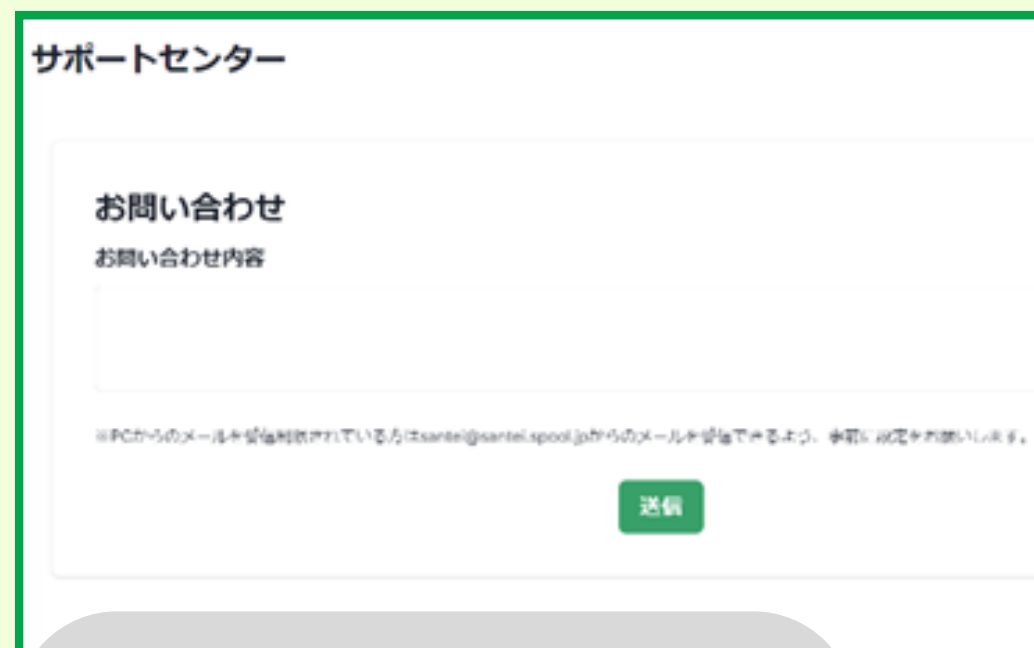 サポートセンター
お問い合わせ
お問い合わせ内容
※PCからのメールを受信制限されている方はsantei@santei.spool.jpからのメールを受信できるよう、事前に設定をお願いします。
送信